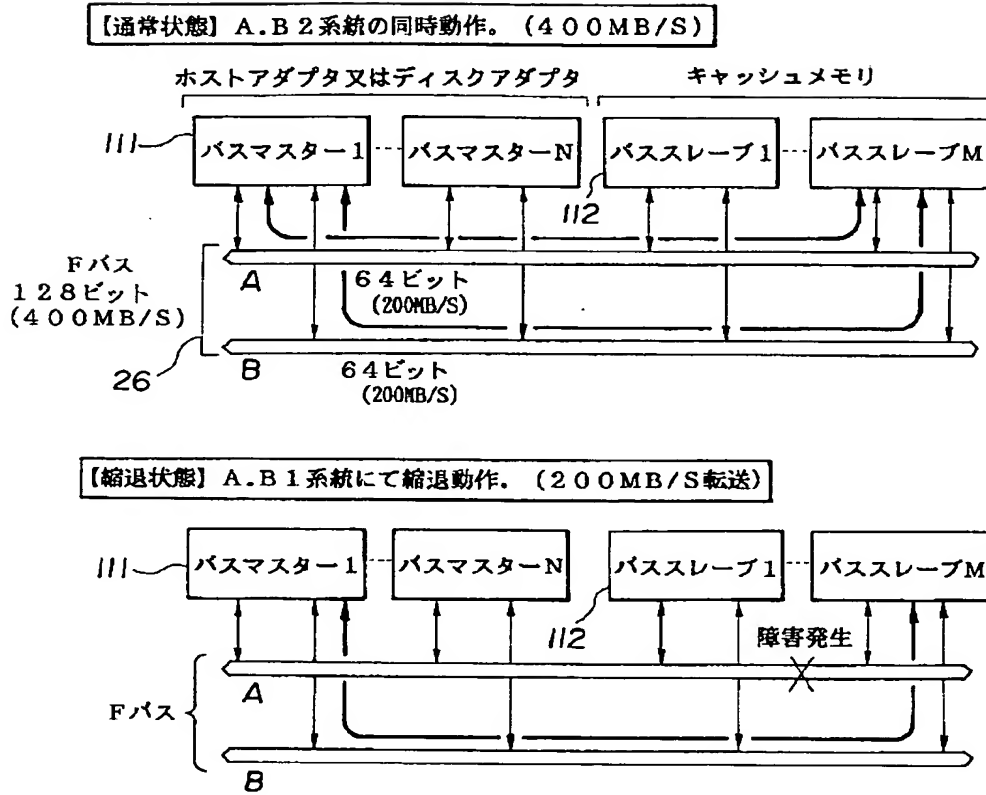 【通常状態】A.B2系統の同時動作。(400MB/S)
ホストアダプタ又はディスクアダプタ
キャッシュメモリ
111
バスマスター1
バスマスターN
バススレーブ1
バススレーブM
112
Fバス
128ビット
(400MB/S)
26
A
64ビット
(200MB/S)
B
64ビット
(200MB/S)
【縮退状態】A.B1系統にて縮退動作。(200MB/S転送)
111
バスマスター1
バスマスターN
バススレーブ1
バススレーブM
112
障害発生
Fバス
A
B